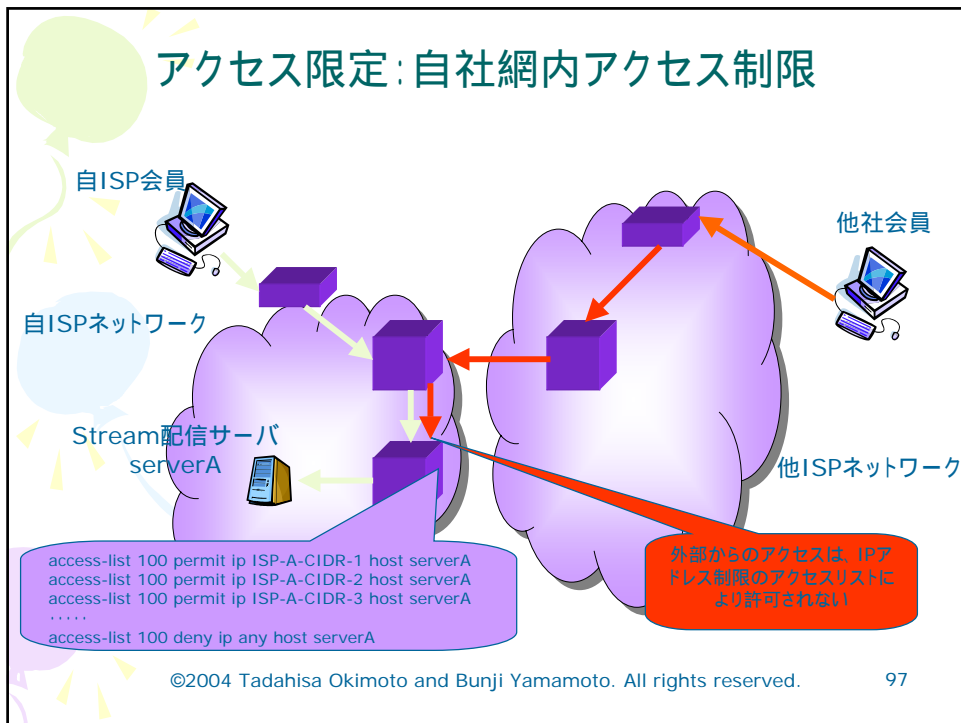 アクセス限定:自社網内アクセス制限
自ISP会員
他社会員
自ISPネットワーク
Stream配信サーバ
serverA
他ISPネットワーク
access-list 100 permit ip ISP-A-CIDR-1 host serverA
access-list 100 permit ip ISP-A-CIDR-2 host serverA
access-list 100 permit ip ISP-A-CIDR-3 host serverA
・・・・・
access-list 100 deny ip any host serverA
外部からのアクセスは、IPア
ドレス制限のアクセスリストに
より許可されない
©2004 Tadahisa Okimoto and Bunji Yamamoto. All rights reserved.
97